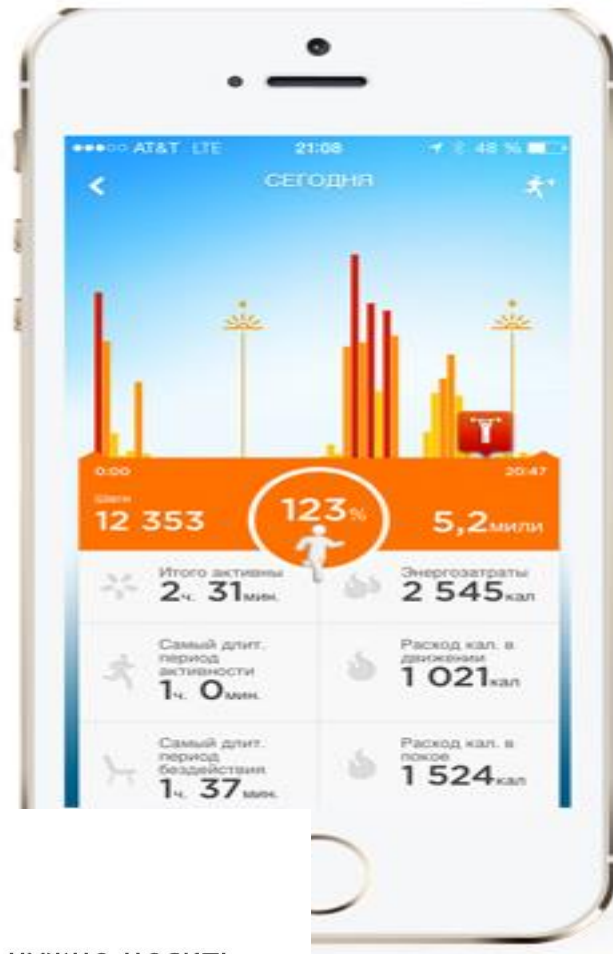 AT&T LTE 21:08 48 %
СЕГОДНЯ
0:00 20:47
Шаги
12 353 123% 5,2мили
Итого активны
2ч. 31мин.
Энергозатраты
2 545кал
Самый длит.
период
активности
1ч. 0мин.
Расход кал. в
движении
1 021кал
Самый длит.
период
бездействия
1ч. 37мин.
Расход кал. в
покое
1 524кал